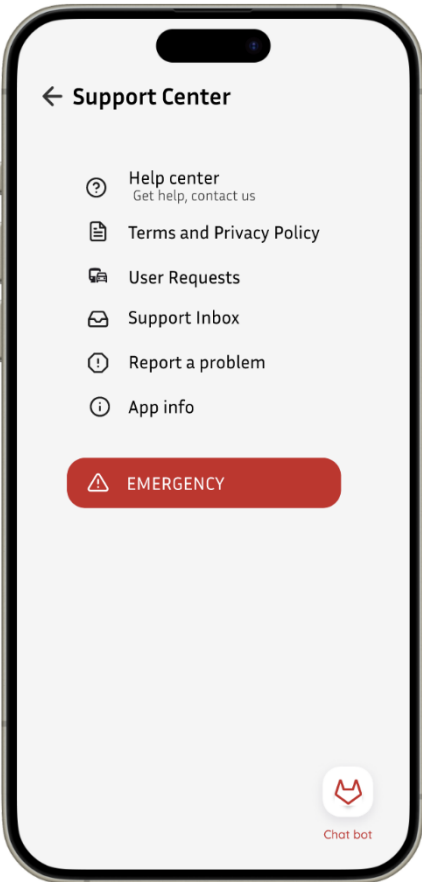 Support Center
Help center
Get help, contact us
Terms and Privacy Policy
User Requests
Support Inbox
Report a problem
App info
EMERGENCY
Chat bot